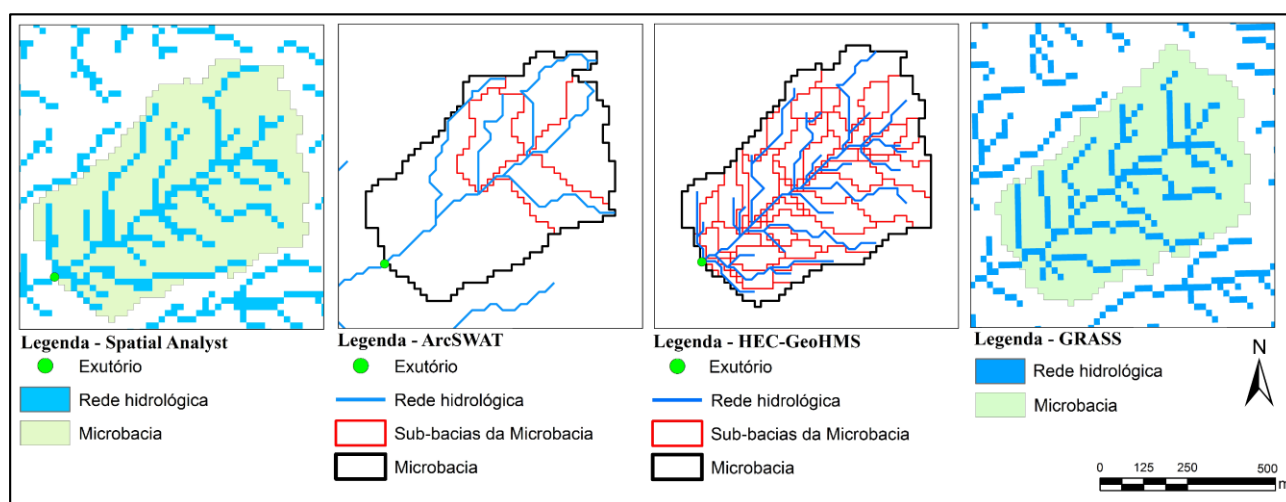 Legenda - Spatial Analyst
Exutório
Rede hidrológica
Microbacia
Legenda - ArcSWAT
Exutório
Rede hidrológica
Sub-bacias da Microbacia
Microbacia
Legenda - HEC-GeoHMS
Exutório
Rede hidrológica
Sub-bacias da Microbacia
Microbacia
Legenda - GRASS
Rede hidrológica
Microbacia
N
0 125 250 500
m